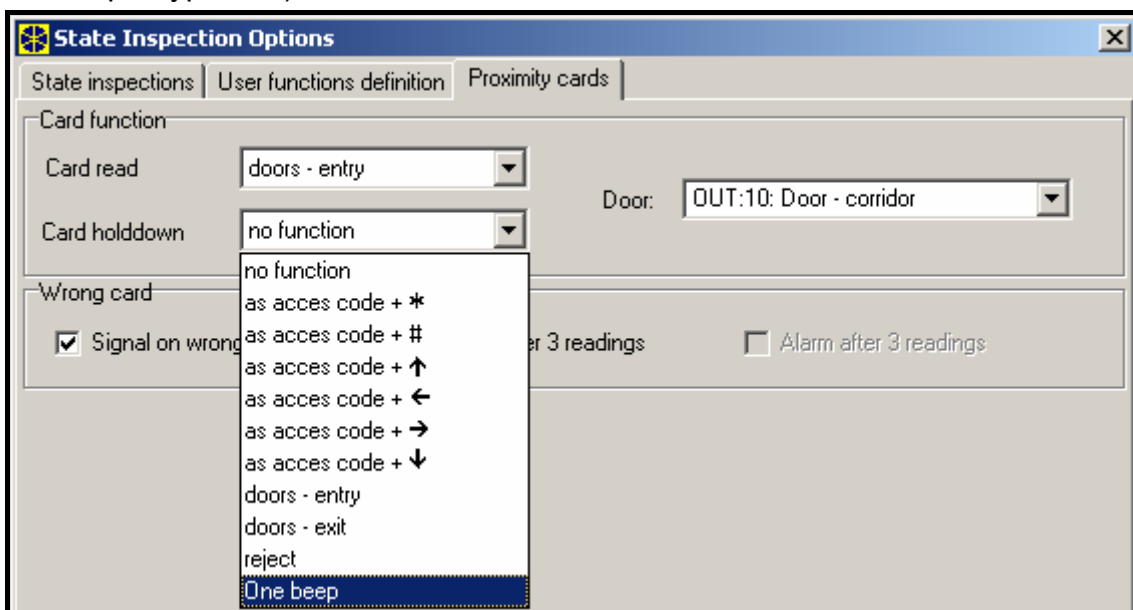 State Inspection Options
State inspections User functions definition Proximity cards
Card function
Card read doors - entry
Door: OUT:10: Door - corridor
Card holddown no function
no function
as acces code + *
as acces code + #
as acces code + ↑
as acces code + ←
as acces code + →
as acces code + ↓
doors - entry
doors - exit
reject
One beep
Wrong card
Signal on wrong 3 readings Alarm after 3 readings